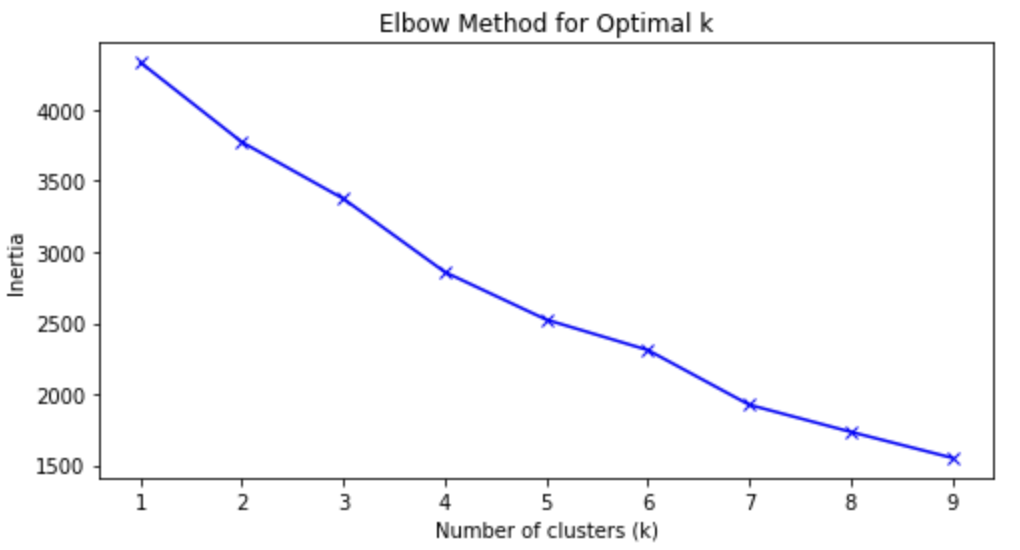 Elbow Method for Optimal k
4000
3500
3000
2500
2000
1500
Inertia
1 2 3 4 5 6 7 8 9
Number of clusters (k)